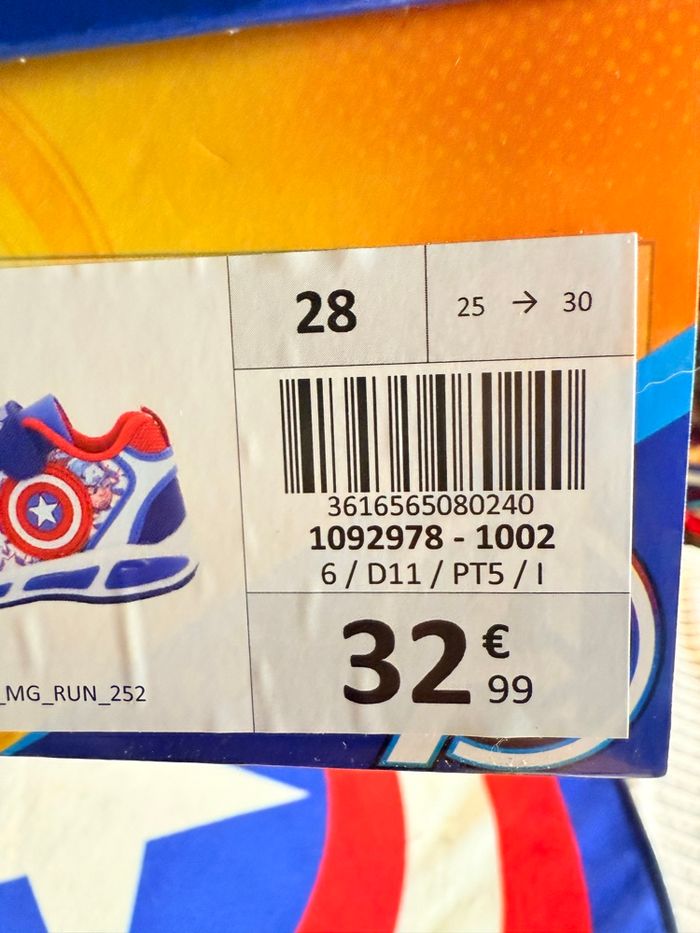 28
25 → 30
3616565080240
1092978 - 1002
6 / D11 / PT5 / I
32 € 99
_MG_RUN_252